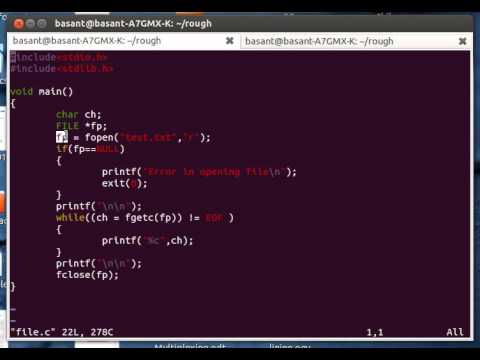 basant@basant-A7GMX-K: ~/rough
basant@basant-A7GMX-K: ~/rough
basant@basant-A7GMX-K: ~/rough
#include<stdio.h>
#include<stdlib.h>
void main()
{
char ch;
FILE *fp;
fp = fopen("test.txt","r");
if(fp==NULL)
{
printf("Error in opening file\n");
exit(0);
}
printf("\n\n");
while((ch = fgetc(fp)) != EOF )
{
printf("%c",ch);
}
printf("\n\n");
fclose(fp);
}
~
~
"file.c" 22L, 278C 1,1 All